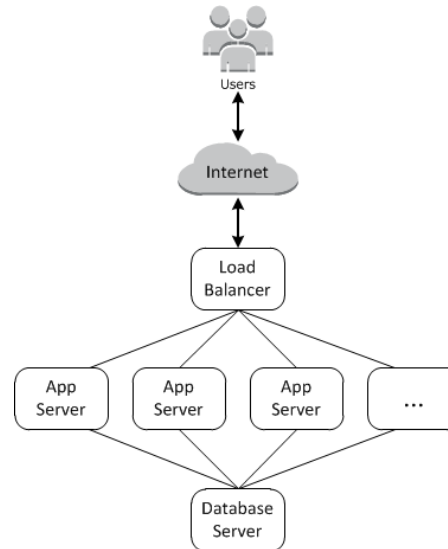 Users
Internet
Load
Balancer
App
Server
App
Server
App
Server
...
Database
Server